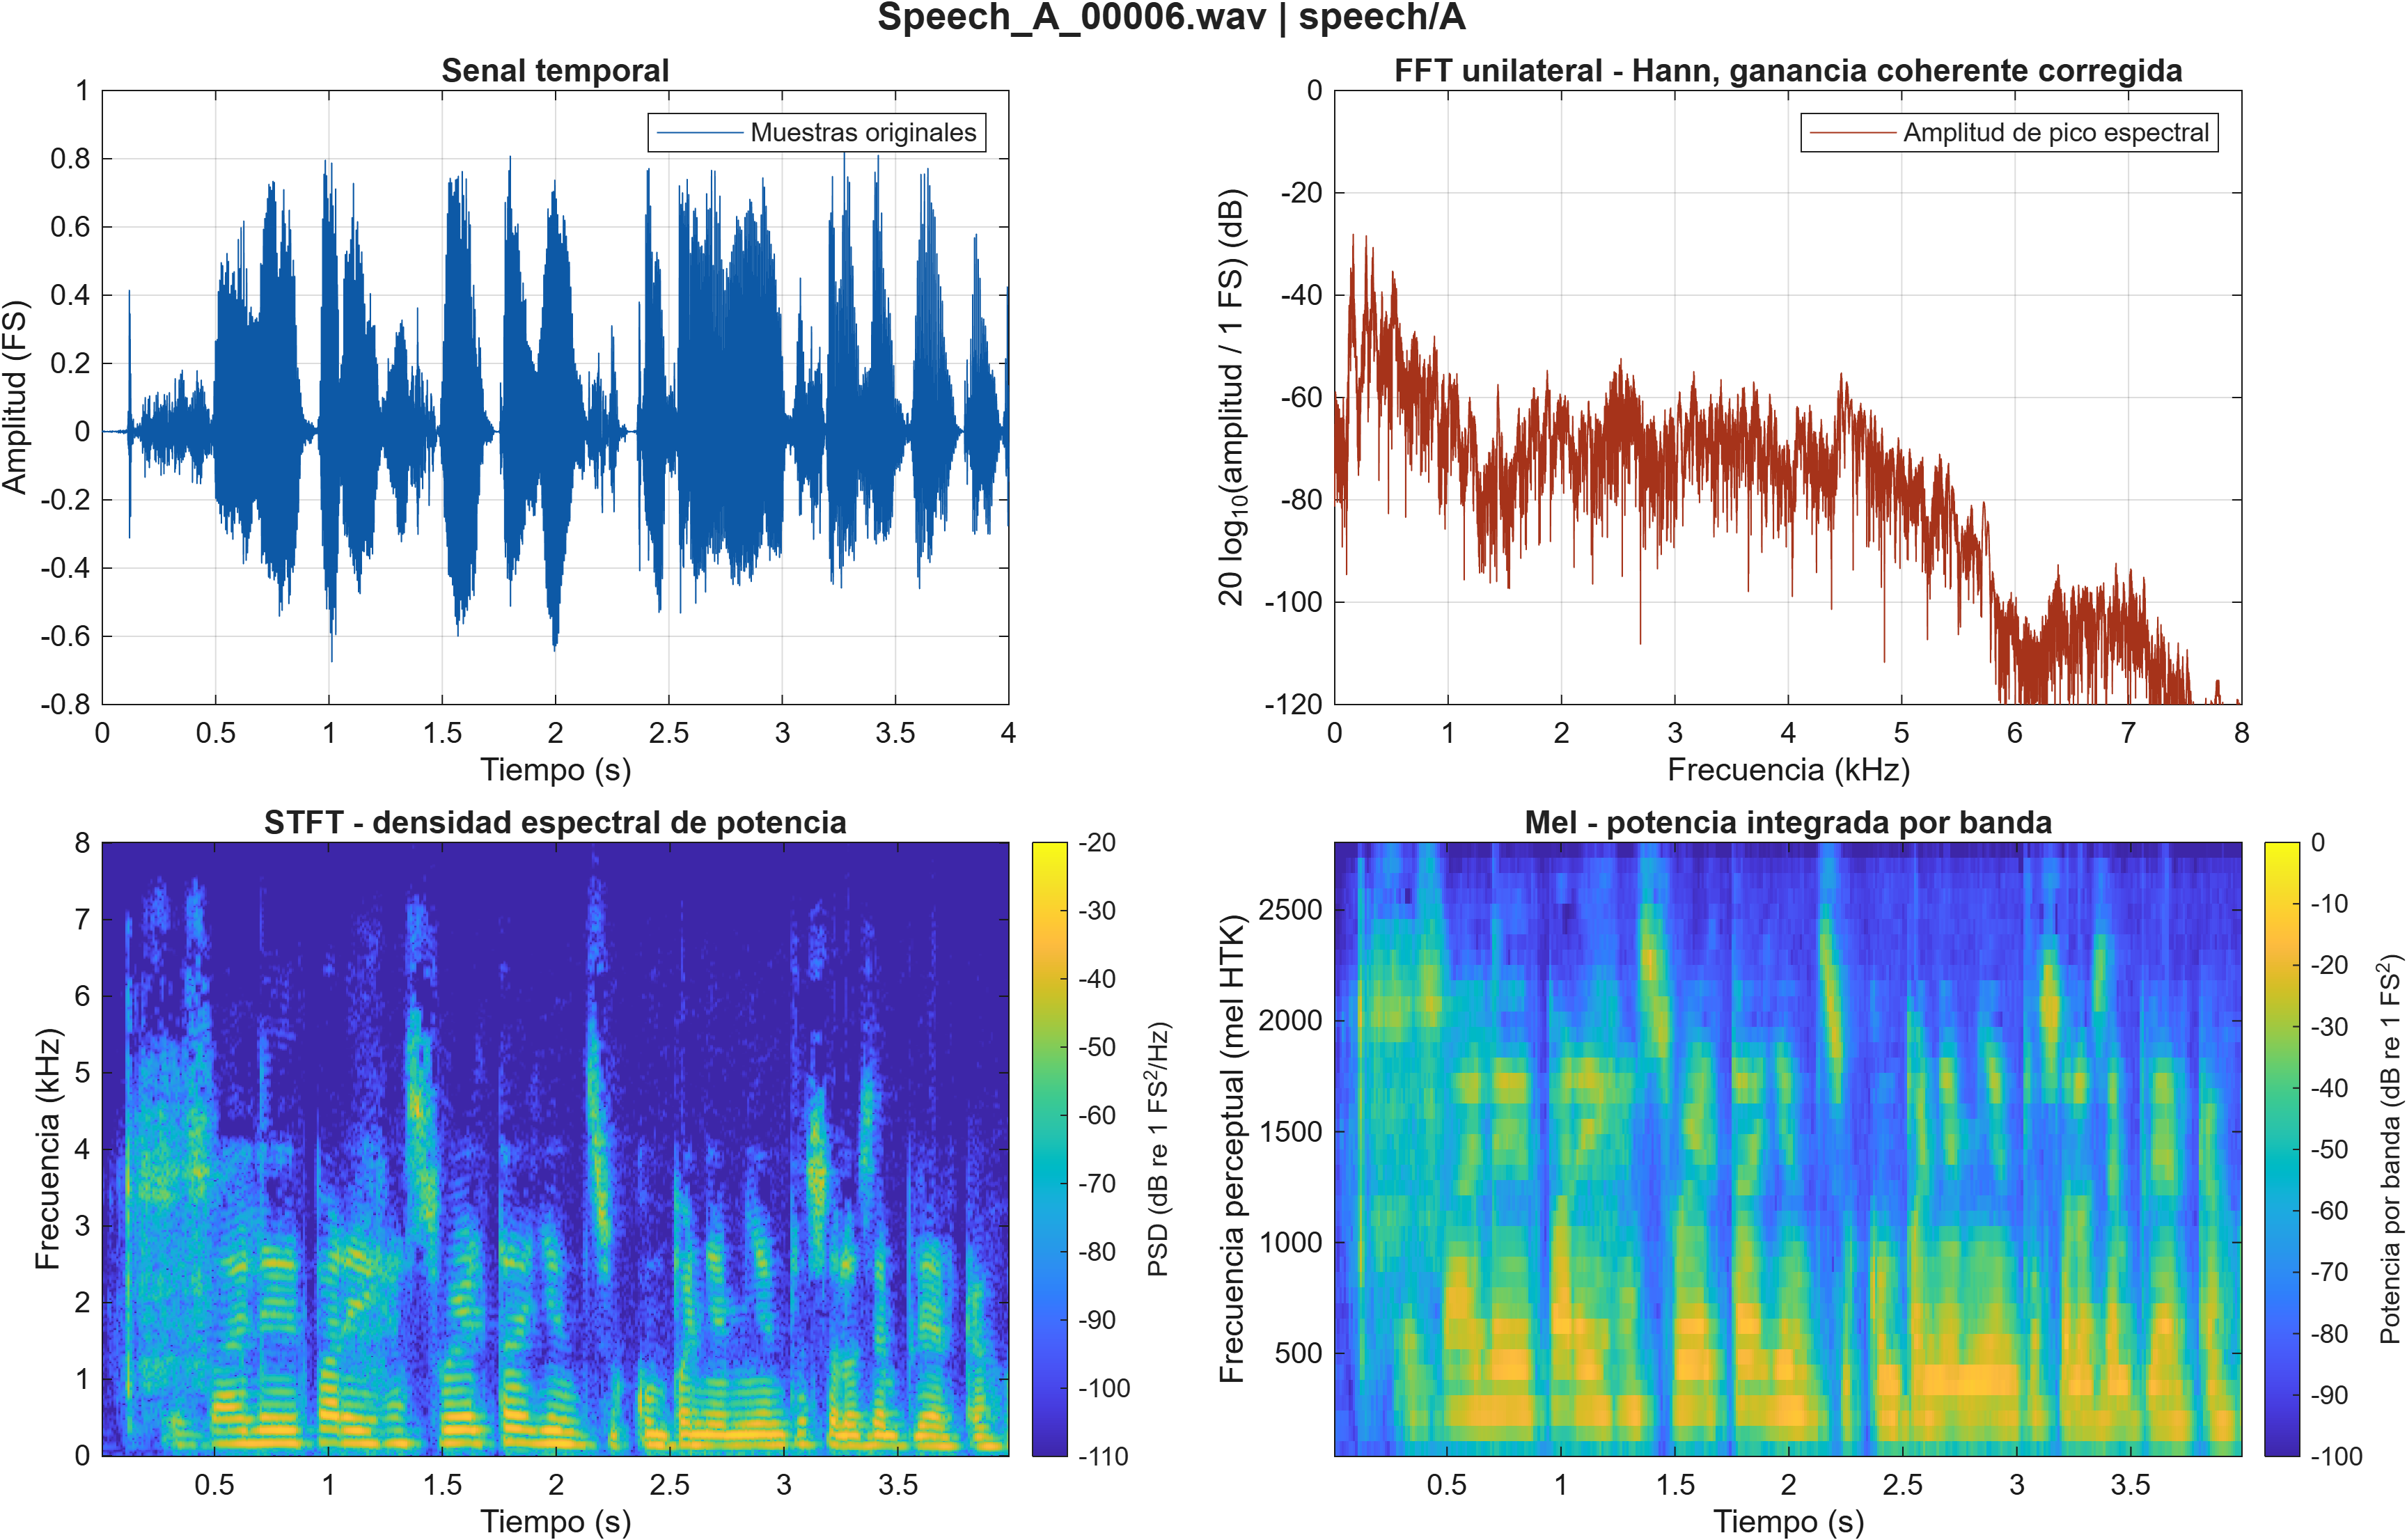 Speech_A_00006.wav | speech/A
Senal temporal
Muestras originales
1
0.8
0.6
0.4
0.2
0
-0.2
-0.4
-0.6
-0.8
Amplitud (FS)
0 0.5 1 1.5 2 2.5 3 3.5 4
Tiempo (s)
FFT unilateral - Hann, ganancia coherente corregida
Amplitud de pico espectral
0
-20
-40
-60
-80
-100
-120
20 log10(amplitud / 1 FS) (dB)
0 1 2 3 4 5 6 7 8
Frecuencia (kHz)
STFT - densidad espectral de potencia
8
7
6
5
4
3
2
1
0
Frecuencia (kHz)
0.5 1 1.5 2 2.5 3 3.5
Tiempo (s)
-20
-30
-40
-50
-60
-70
-80
-90
-100
-110
PSD (dB re 1 FS2/Hz)
Mel - potencia integrada por banda
2500
2000
1500
1000
500
Frecuencia perceptual (mel HTK)
0.5 1 1.5 2 2.5 3 3.5
Tiempo (s)
0
-10
-20
-30
-40
-50
-60
-70
-80
-90
-100
Potencia por banda (dB re 1 FS2)